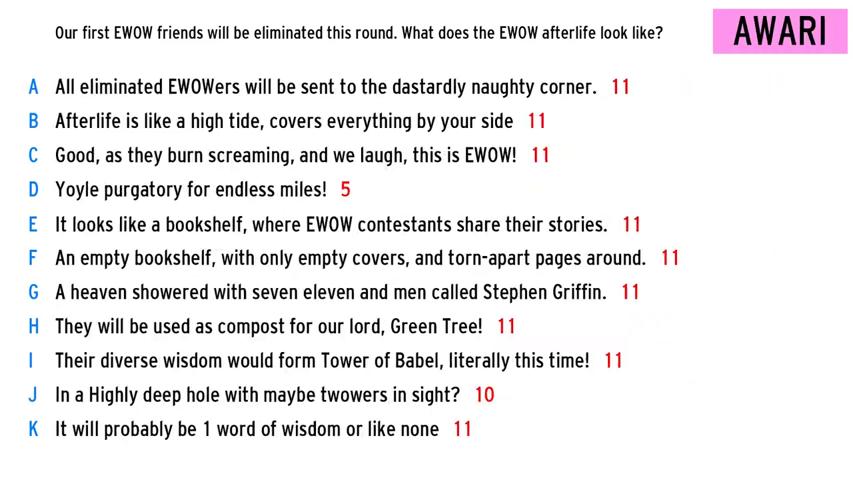 Our first EWOW friends will be eliminated this round. What does the EWOW afterlife look like?
AWARI
A All eliminated EWOWers will be sent to the dastardly naughty corner. 11
B Afterlife is like a high tide, covers everything by your side 11
C Good, as they burn screaming, and we laugh, this is EWOW! 11
D Yoyle purgatory for endless miles! 5
E It looks like a bookshelf, where EWOW contestants share their stories. 11
F An empty bookshelf, with only empty covers, and torn-apart pages around. 11
G A heaven showered with seven eleven and men called Stephen Griffin. 11
H They will be used as compost for our lord, Green Tree! 11
I Their diverse wisdom would form Tower of Babel, literally this time! 11
J In a Highly deep hole with maybe twowers in sight? 10
K It will probably be 1 word of wisdom or like none 11